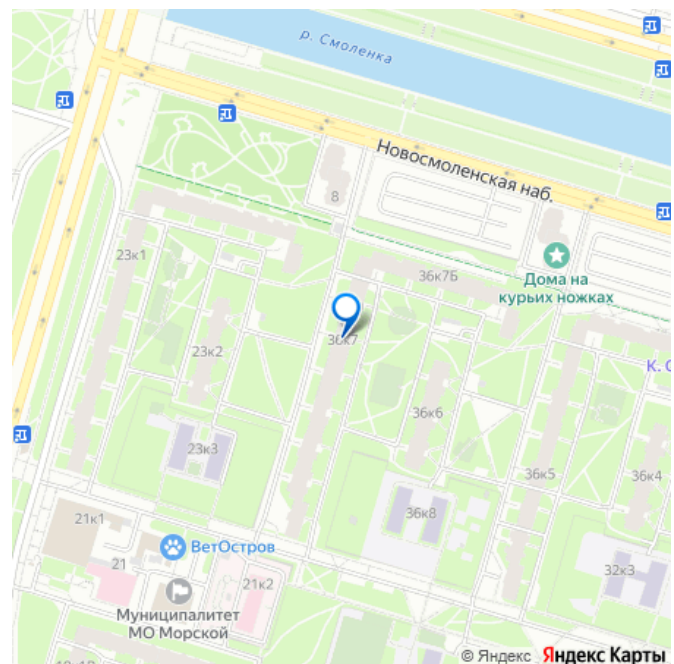 р. Смоленка
Новосмоленская наб.
8
23к1
36к7Б
Дома на
курьих ножках
36к7
23к2
К. С
36к6
23к3
36к5
36к4
36к8
21к1
ВетОстров
21
21к2
32к3
Муниципалитет
МО Морской
© Яндекс Яндекс Карты